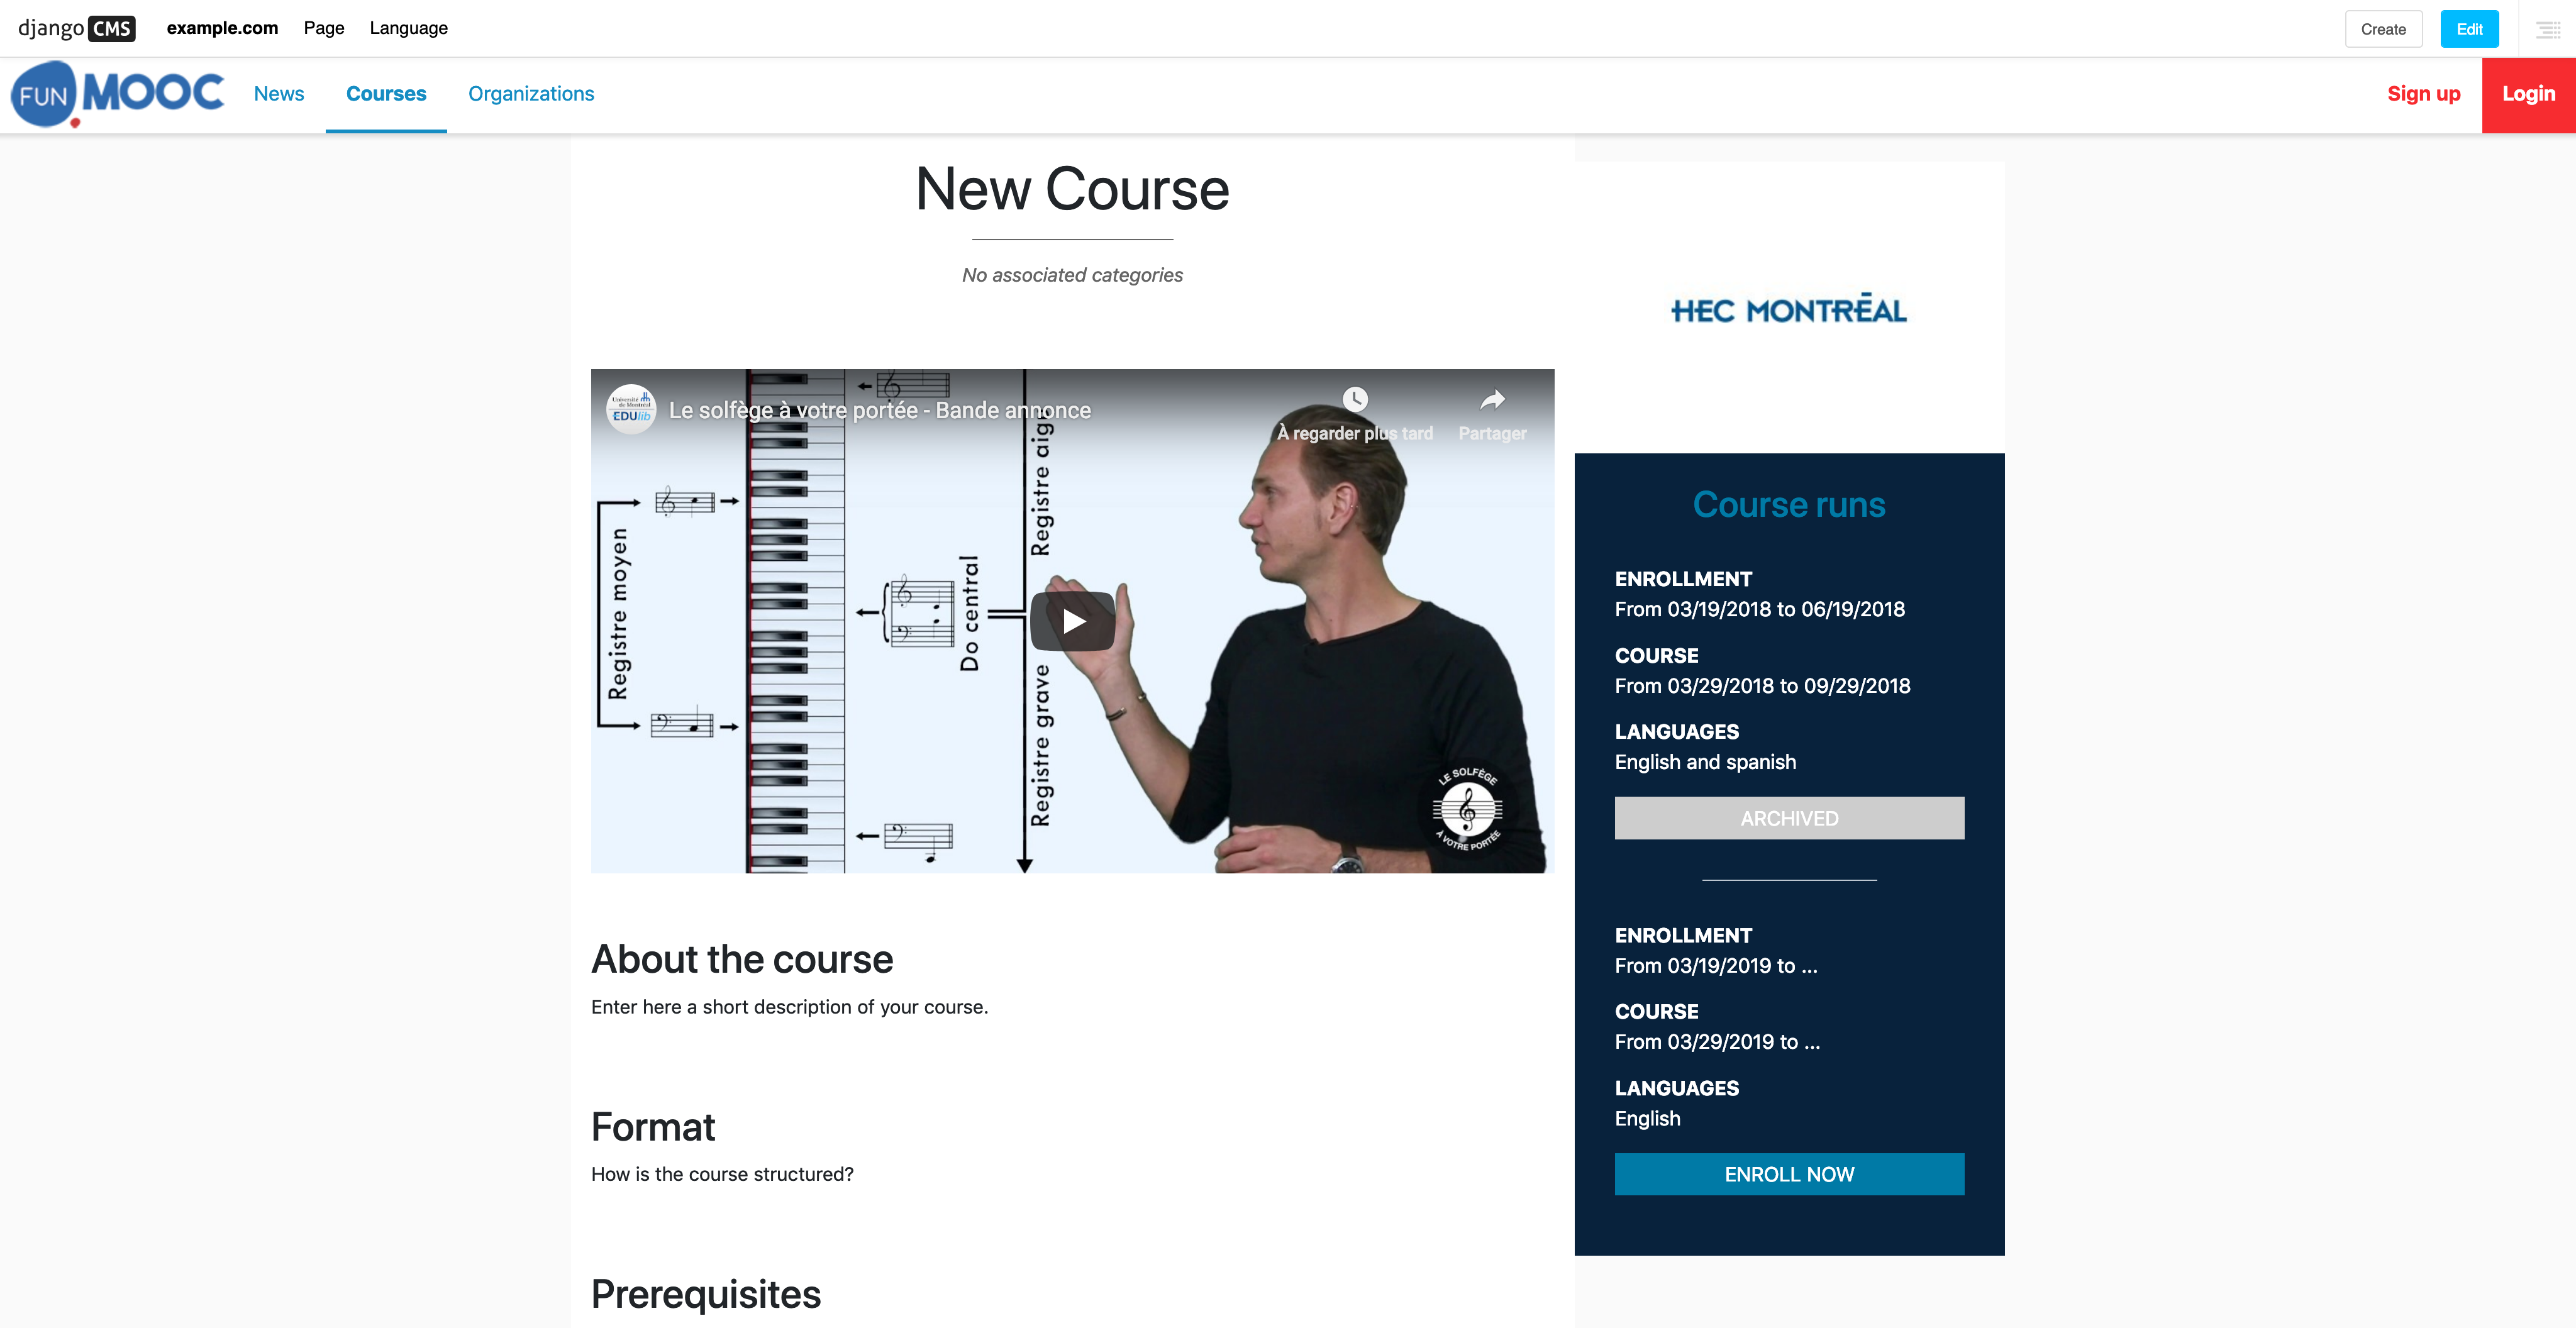 django CMS
example.com
Page
Language
Create
Edit
FUN MOOC
News
Courses
Organizations
Sign up
Login
New Course
No associated categories
HEC MONTRÉAL
Université de Montréal
EDUlib
Le solfège à votre portée - Bande annonce
À regarder plus tard
Partager
Registre moyen
Registre aigu
Do central
Registre grave
LE SOLFÈGE
À VOTRE PORTÉE
About the course
Enter here a short description of your course.
Format
How is the course structured?
Prerequisites
Course runs
ENROLLMENT
From 03/19/2018 to 06/19/2018
COURSE
From 03/29/2018 to 09/29/2018
LANGUAGES
English and spanish
ARCHIVED
ENROLLMENT
From 03/19/2019 to ...
COURSE
From 03/29/2019 to ...
LANGUAGES
English
ENROLL NOW